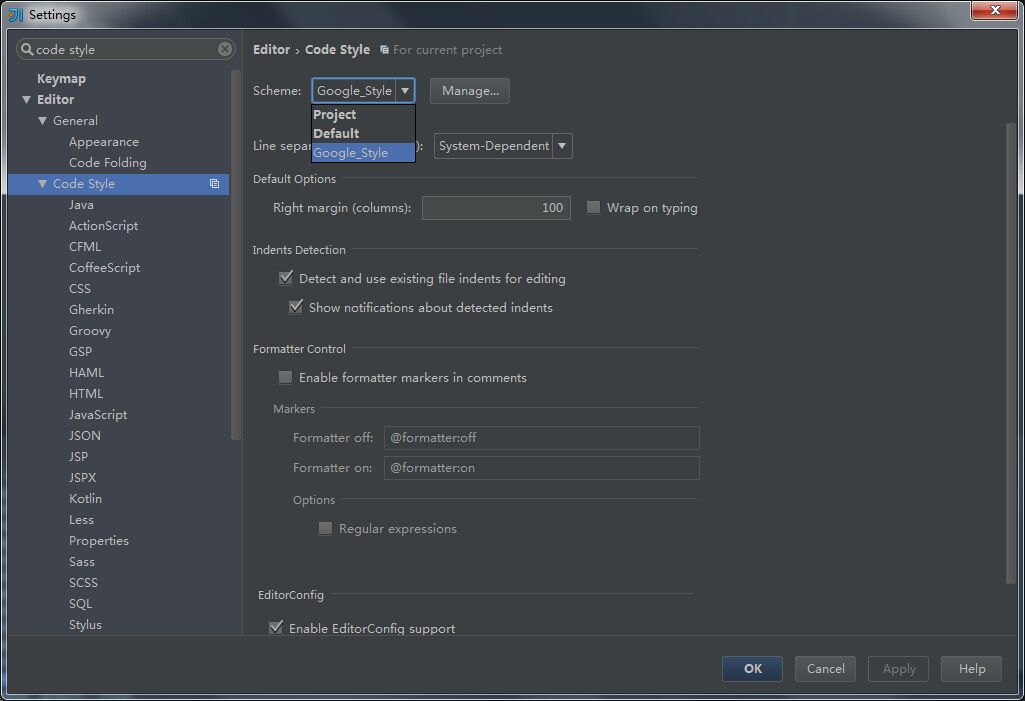 Settings
code style
Keymap
Editor
General
Appearance
Code Folding
Code Style
Java
ActionScript
CFML
CoffeeScript
CSS
Gherkin
Groovy
GSP
HAML
HTML
JavaScript
JSON
JSP
JSPX
Kotlin
Less
Properties
Sass
SCSS
SQL
Stylus
Editor › Code Style For current project
Scheme: Google_Style Manage...
Project
Default
Google_Style
Line separ ): System-Dependent
Default Options
Right margin (columns): 100 Wrap on typing
Indents Detection
Detect and use existing file indents for editing
Show notifications about detected indents
Formatter Control
Enable formatter markers in comments
Markers
Formatter off: @formatter:off
Formatter on: @formatter:on
Options
Regular expressions
EditorConfig
Enable EditorConfig support
OK Cancel Apply Help